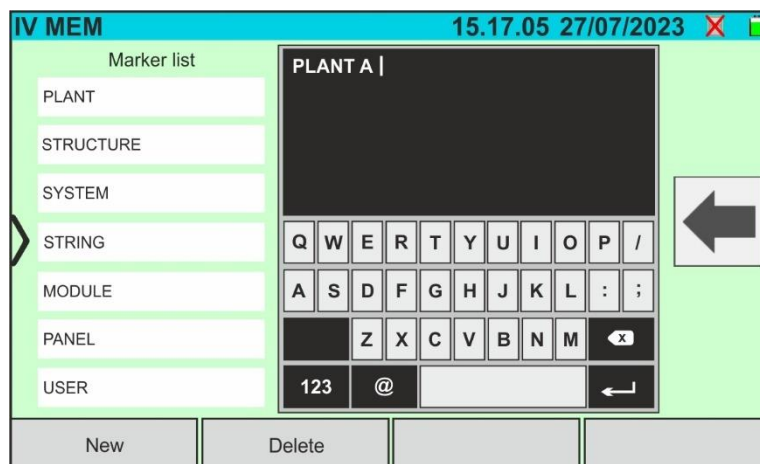 IV MEM 15.17.05 27/07/2023
Marker list
PLANT
STRUCTURE
SYSTEM
STRING
MODULE
PANEL
USER
PLANT A
Q W E R T Y U I O P /
A S D F G H J K L : ;
Z X C V B N M x
123 @
New Delete